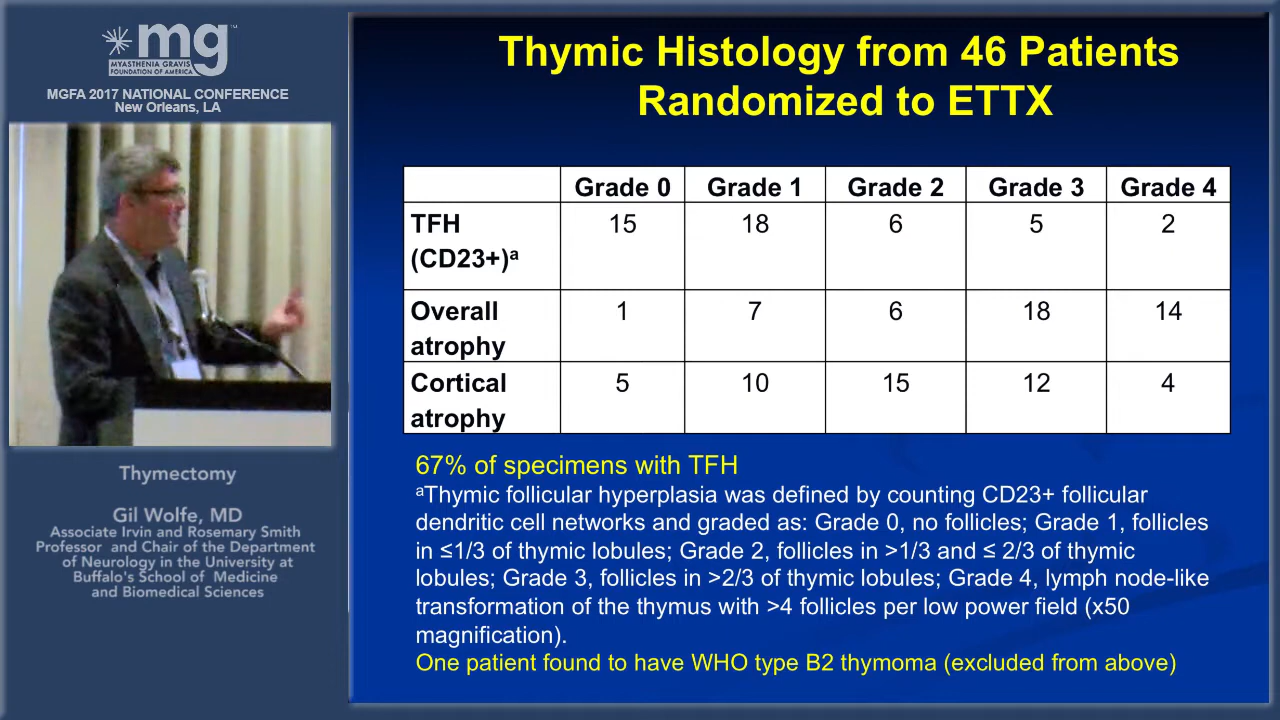 mg
MYASTHENIA GRAVIS
FOUNDATION OF AMERICA
MGFA 2017 NATIONAL CONFERENCE
New Orleans, LA
Thymectomy
Gil Wolfe, MD
Associate Irvin and Rosemary Smith
Professor and Chair of the Department
of Neurology in the University at
Buffalo's School of Medicine
and Biomedical Sciences
Thymic Histology from 46 Patients
Randomized to ETTX
Grade 0 Grade 1 Grade 2 Grade 3 Grade 4
TFH 15 18 6 5 2
(CD23+)ᵃ
Overall 1 7 6 18 14
atrophy
Cortical 5 10 15 12 4
atrophy
67% of specimens with TFH
ᵃThymic follicular hyperplasia was defined by counting CD23+ follicular
dendritic cell networks and graded as: Grade 0, no follicles; Grade 1, follicles
in ≤1/3 of thymic lobules; Grade 2, follicles in >1/3 and ≤ 2/3 of thymic
lobules; Grade 3, follicles in >2/3 of thymic lobules; Grade 4, lymph node-like
transformation of the thymus with >4 follicles per low power field (x50
magnification).
One patient found to have WHO type B2 thymoma (excluded from above)